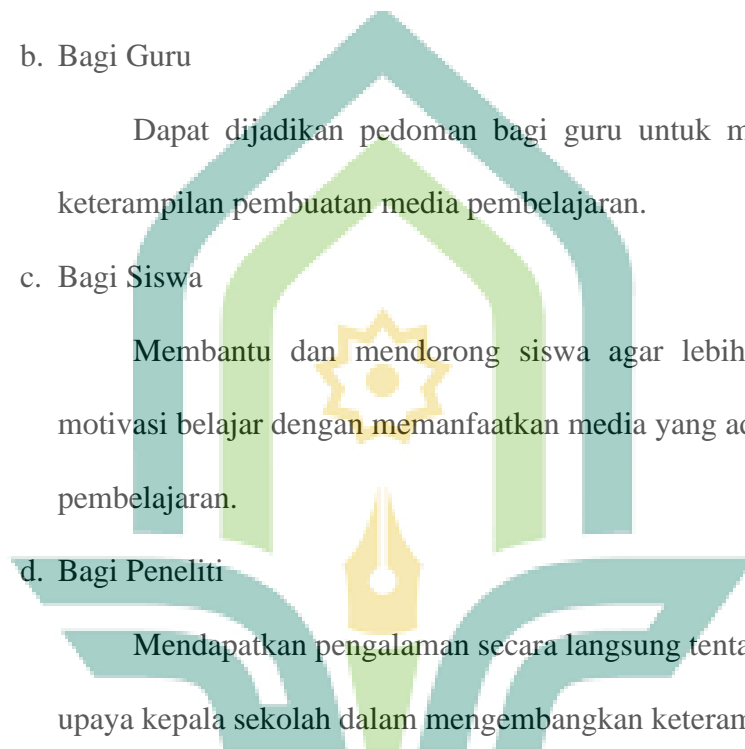 b. Bagi Guru
Dapat dijadikan pedoman bagi guru untuk
keterampilan pembuatan media pembelajaran.
c. Bagi Siswa
Membantu dan mendorong siswa agar lebih
motivasi belajar dengan memanfaatkan media yang
pembelajaran.
d. Bagi Peneliti
Mendapatkan pengalaman secara langsung
upaya kepala sekolah dalam mengembangkan